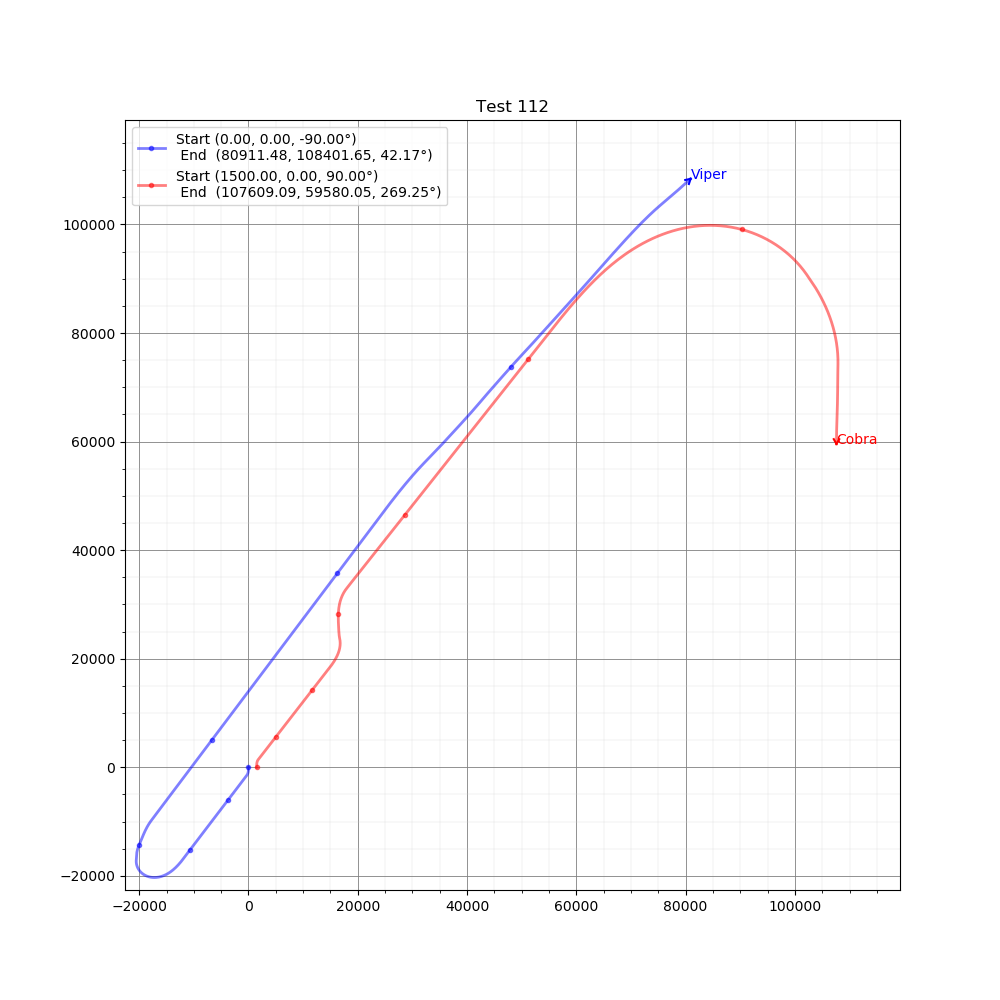 Test 112
Start (0.00, 0.00, -90.00°)
End (80911.48, 108401.65, 42.17°)
Start (1500.00, 0.00, 90.00°)
End (107609.09, 59580.05, 269.25°)
Viper
Cobra
100000
80000
60000
40000
20000
0
−20000
−20000 0 20000 40000 60000 80000 100000